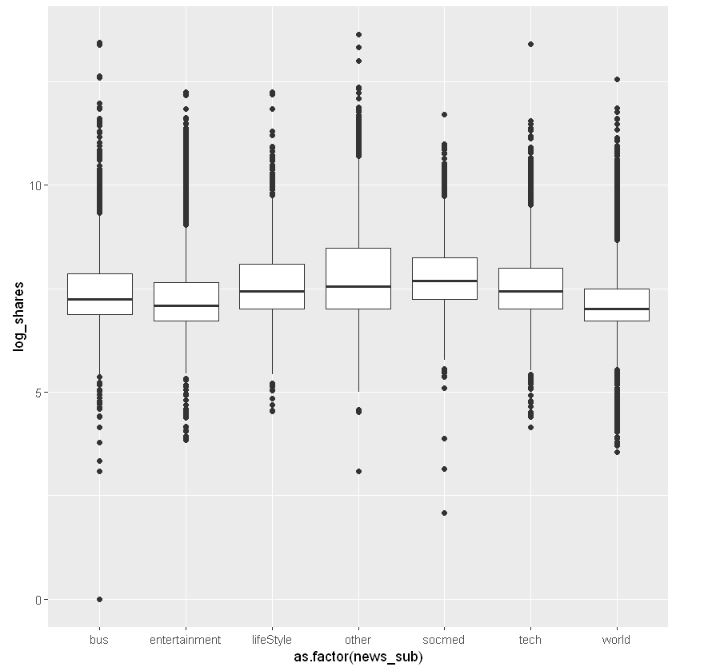 10
5
0
log_shares
bus entertainment lifeStyle other socmed tech world
as.factor(news_sub)